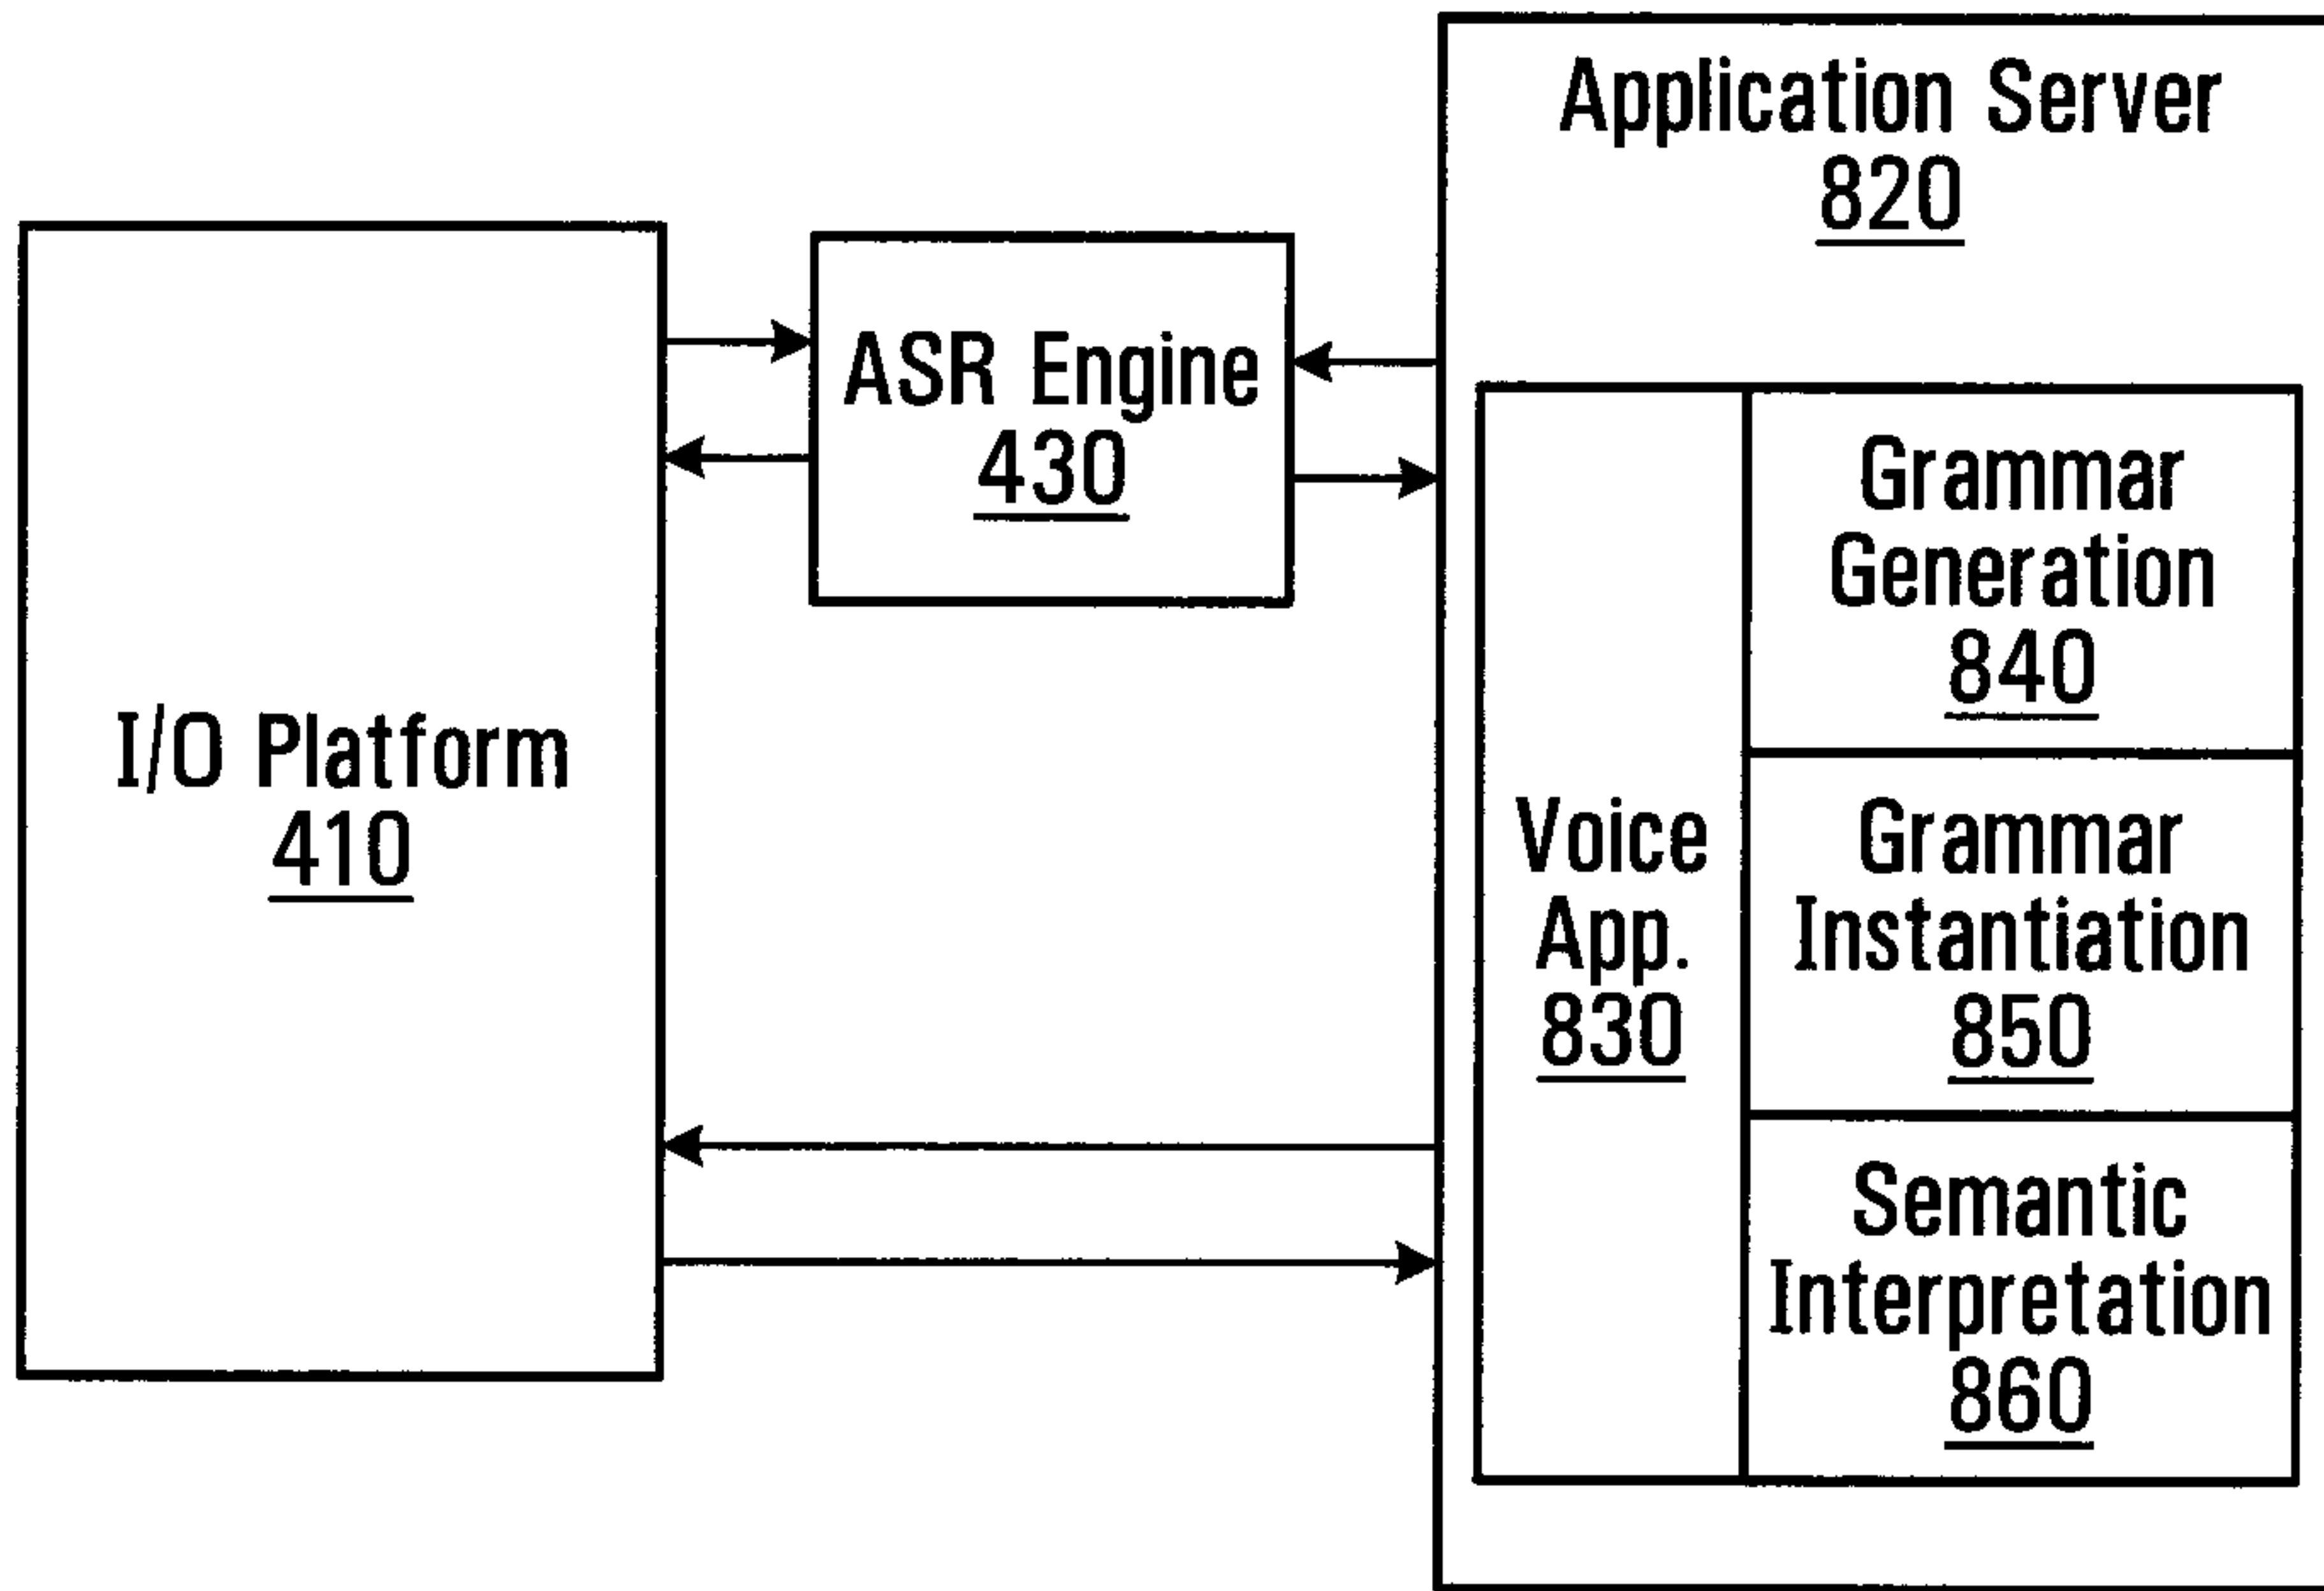 Application Server
820
ASR Engine
430
I/O Platform
410
Voice
App.
830
Grammar
Generation
840
Grammar
Instantiation
850
Semantic
Interpretation
860